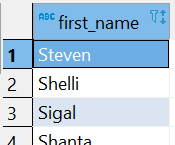 ABC first_name
1 Steven
2 Shelli
3 Sigal
4 Shanta